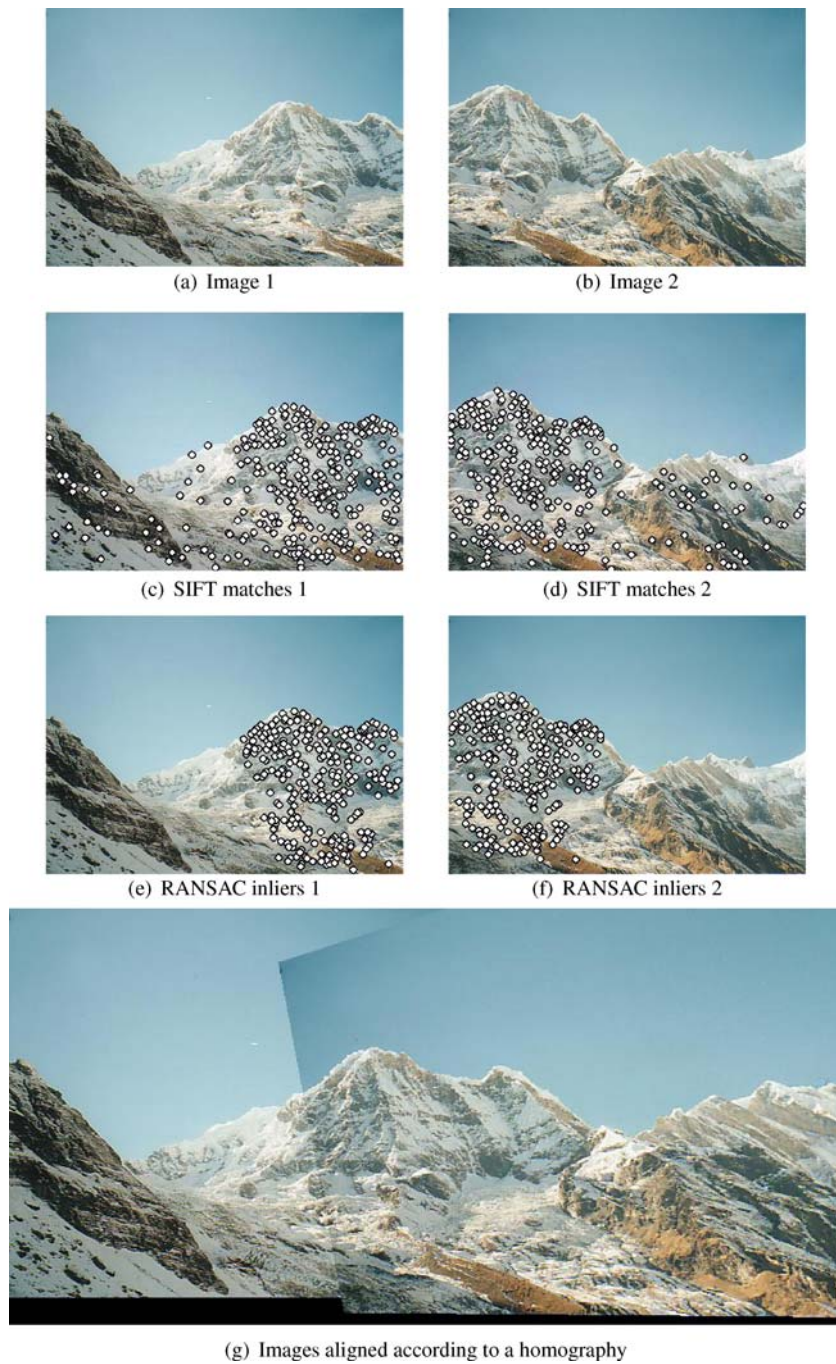 (a) Image 1
(b) Image 2
(c) SIFT matches 1
(d) SIFT matches 2
(e) RANSAC inliers 1
(f) RANSAC inliers 2
(g) Images aligned according to a homography